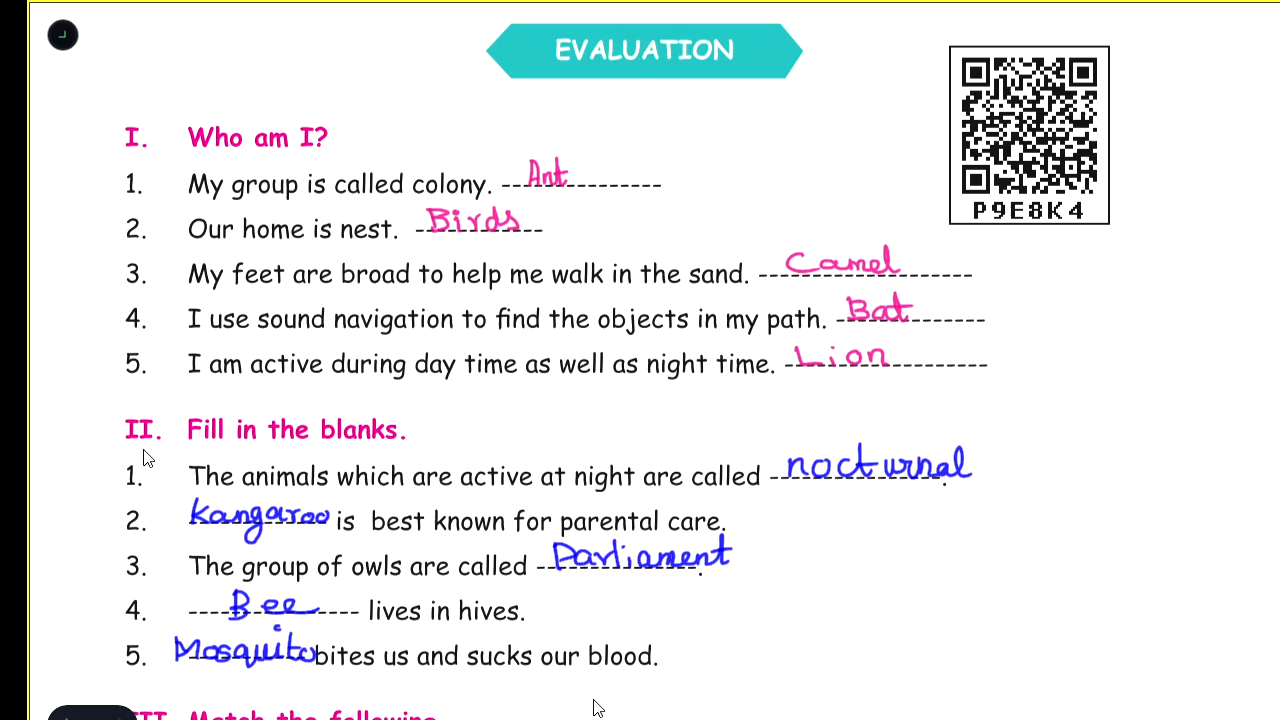 EVALUATION
P9E8K4
I. Who am I?
1. My group is called colony. Ant
2. Our home is nest. Birds
3. My feet are broad to help me walk in the sand. Camel
4. I use sound navigation to find the objects in my path. Bat
5. I am active during day time as well as night time. Lion
II. Fill in the blanks.
1. The animals which are active at night are called nocturnal.
2. Kangaroo is best known for parental care.
3. The group of owls are called Parliament.
4. Bee lives in hives.
5. Mosquito bites us and sucks our blood.
III. Match the following